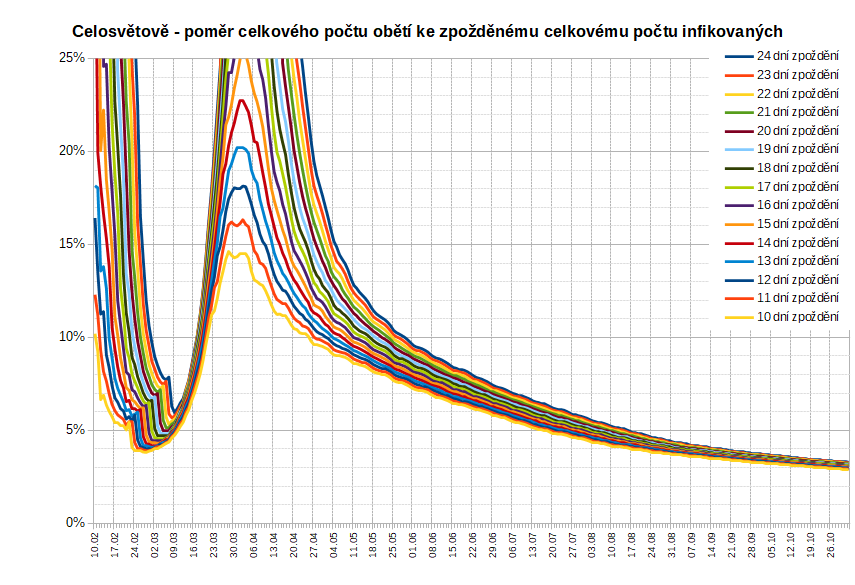 Celosvětově - poměr celkového počtu obětí ke zpožděnému celkovému počtu infikovaných
25%
20%
15%
10%
5%
0%
24 dní zpoždění
23 dní zpoždění
22 dní zpoždění
21 dní zpoždění
20 dní zpoždění
19 dní zpoždění
18 dní zpoždění
17 dní zpoždění
16 dní zpoždění
15 dní zpoždění
14 dní zpoždění
13 dní zpoždění
12 dní zpoždění
11 dní zpoždění
10 dní zpoždění
10.02
17.02
24.02
02.03
09.03
16.03
23.03
30.03
06.04
13.04
20.04
27.04
04.05
11.05
18.05
25.05
01.06
08.06
15.06
22.06
29.06
06.07
13.07
20.07
27.07
03.08
10.08
17.08
24.08
31.08
07.09
14.09
21.09
28.09
05.10
12.10
19.10
26.10